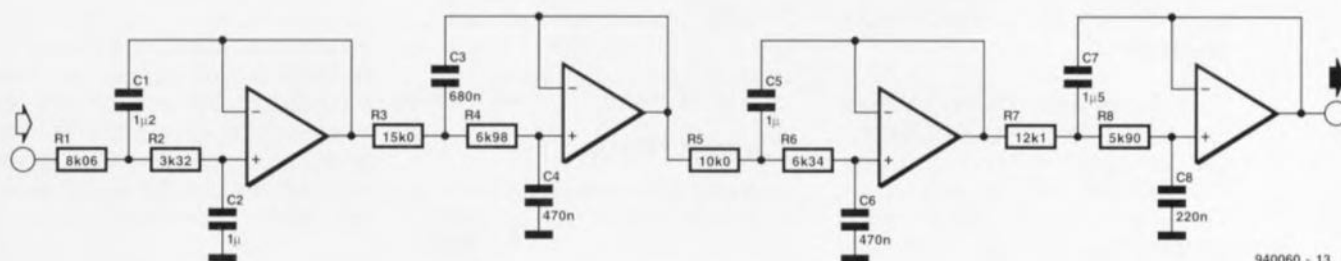 C1
1µ2
R1
8k06
R2
3k32
C2
1µ
R3
15k0
C3
680n
R4
6k98
C4
470n
R5
10k0
C5
1µ
R6
6k34
C6
470n
R7
12k1
C7
1µ5
R8
5k90
C8
220n
940060 - 13